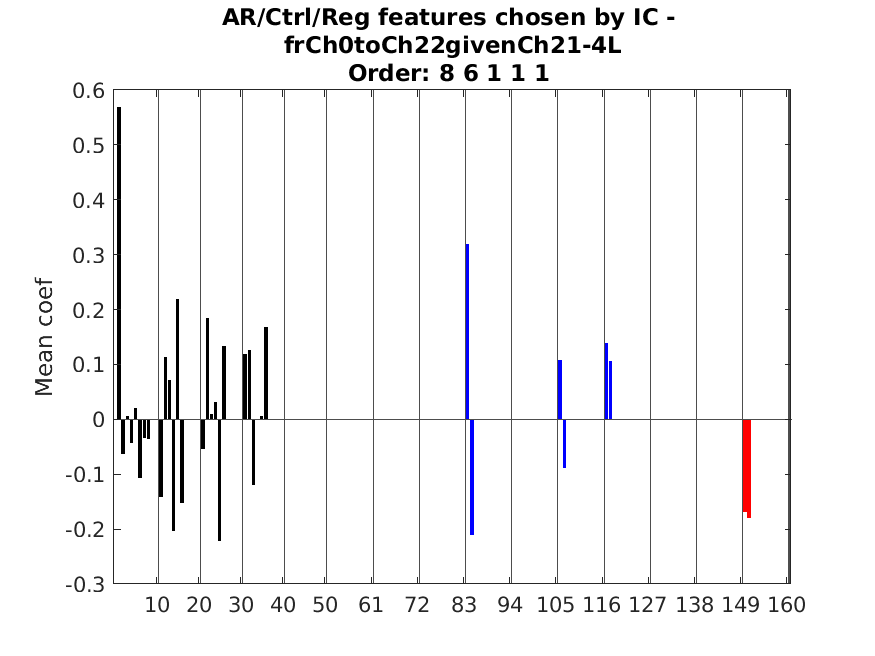 AR/Ctrl/Reg features chosen by IC -
frCh0toCh22givenCh21-4L
Order: 8 6 1 1 1
0.6
0.5
0.4
0.3
0.2
0.1
0
-0.1
-0.2
-0.3
Mean coef
10 20 30 40 50 61 72 83 94 105 116 127 138 149 160